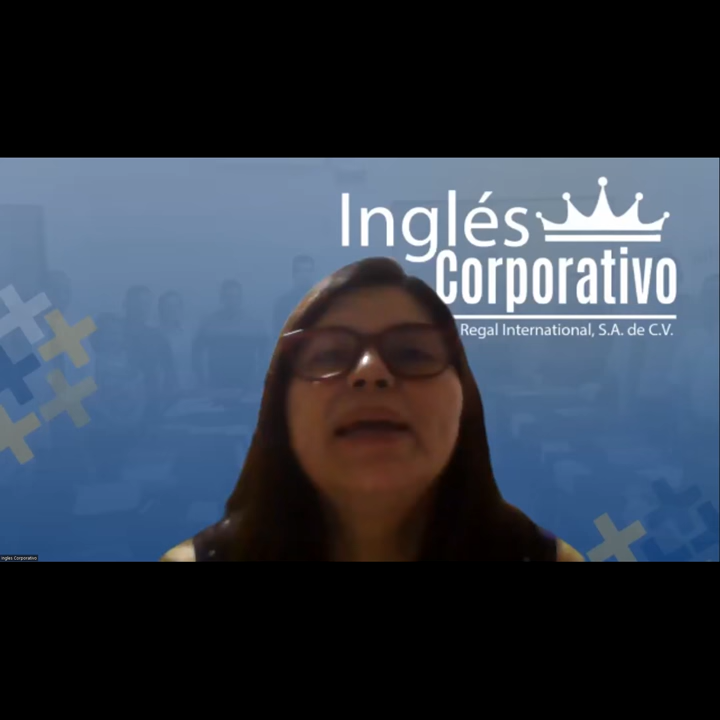 Inglés
Corporativo
Regal International, S.A. de C.V.
Inglés Corporativo